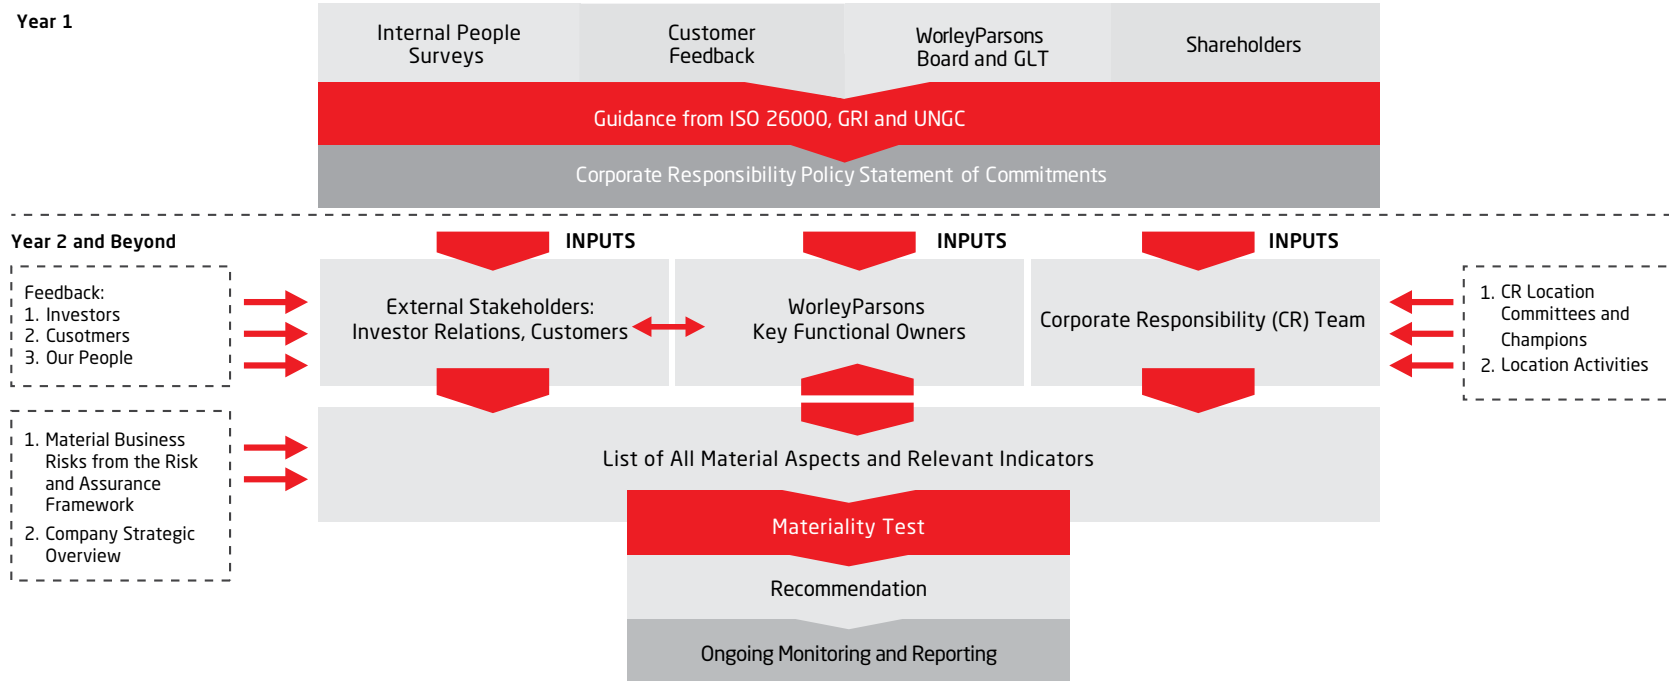 Year 1
Internal People
Surveys
Customer
Feedback
WorleyParsons
Board and GLT
Shareholders
Guidance from ISO 26000, GRI and UNGC
Corporate Responsibility Policy Statement of Commitments
Year 2 and Beyond
INPUTS
INPUTS
INPUTS
Feedback:
1. Investors
2. Cusotmers
3. Our People
External Stakeholders:
Investor Relations, Customers
WorleyParsons
Key Functional Owners
Corporate Responsibility (CR) Team
1. CR Location
Committees and
Champions
2. Location Activities
1. Material Business
Risks from the Risk
and Assurance
Framework
2. Company Strategic
Overview
List of All Material Aspects and Relevant Indicators
Materiality Test
Recommendation
Ongoing Monitoring and Reporting